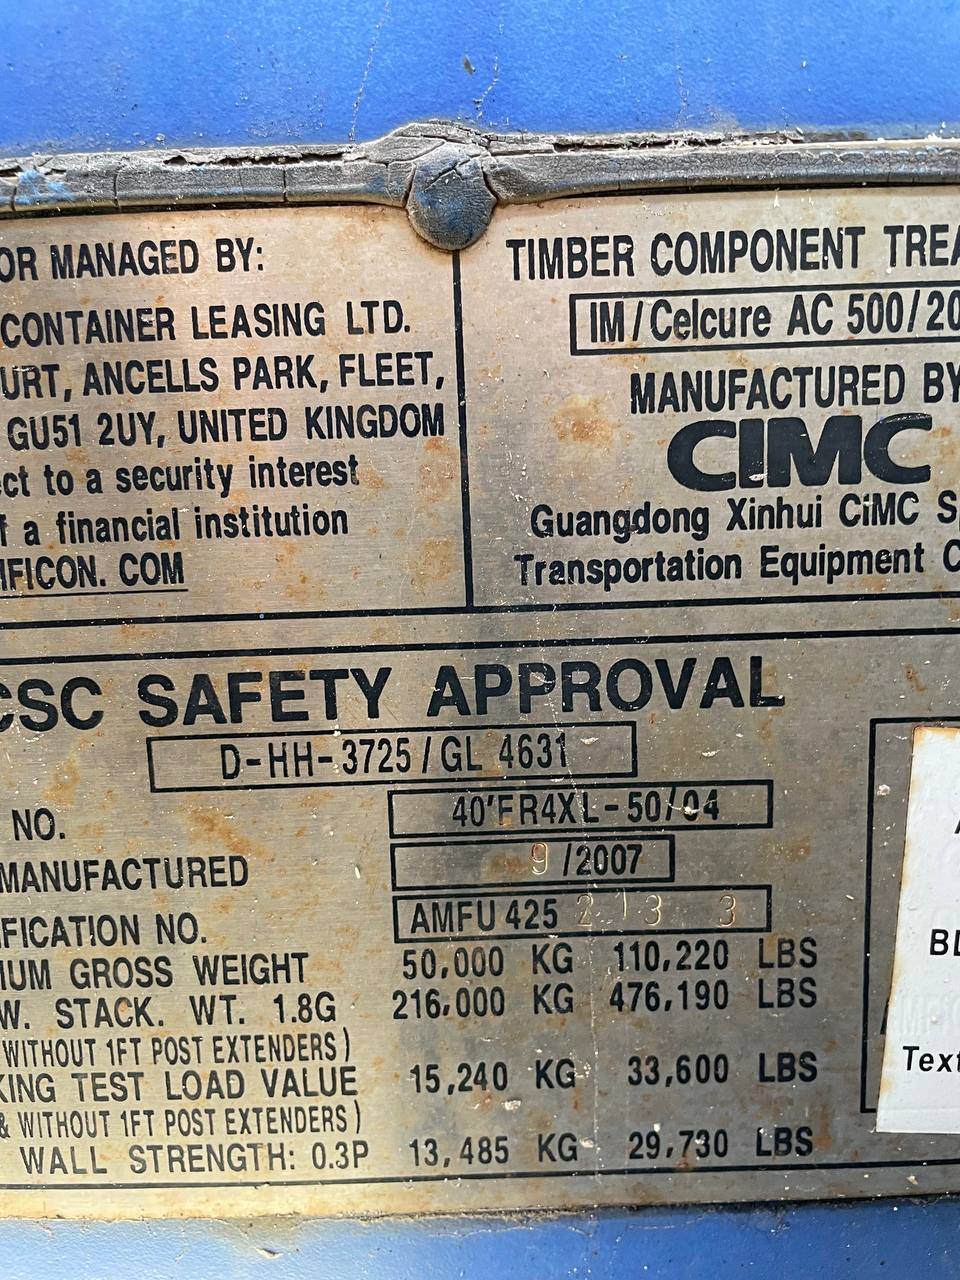 OR MANAGED BY:
CONTAINER LEASING LTD.
URT, ANCELLS PARK, FLEET,
GU51 2UY, UNITED KINGDOM
ct to a security interest
f a financial institution
IFICON. COM
TIMBER COMPONENT TREA
IM/Celcure AC 500/20
MANUFACTURED BY
CIMC
Guangdong Xinhui CiMC S
Transportation Equipment C
CSC SAFETY APPROVAL
D-HH-3725/GL 4631
NO. 40'FR4XL-50/04
MANUFACTURED 9/2007
FICATION NO. AMFU 425 213 3
IUM GROSS WEIGHT 50,000 KG 110,220 LBS
W. STACK. WT. 1.8G 216,000 KG 476,190 LBS
WITHOUT 1FT POST EXTENDERS)
KING TEST LOAD VALUE 15,240 KG 33,600 LBS
& WITHOUT 1FT POST EXTENDERS)
WALL STRENGTH: 0.3P 13,485 KG 29,730 LBS
BL
Text